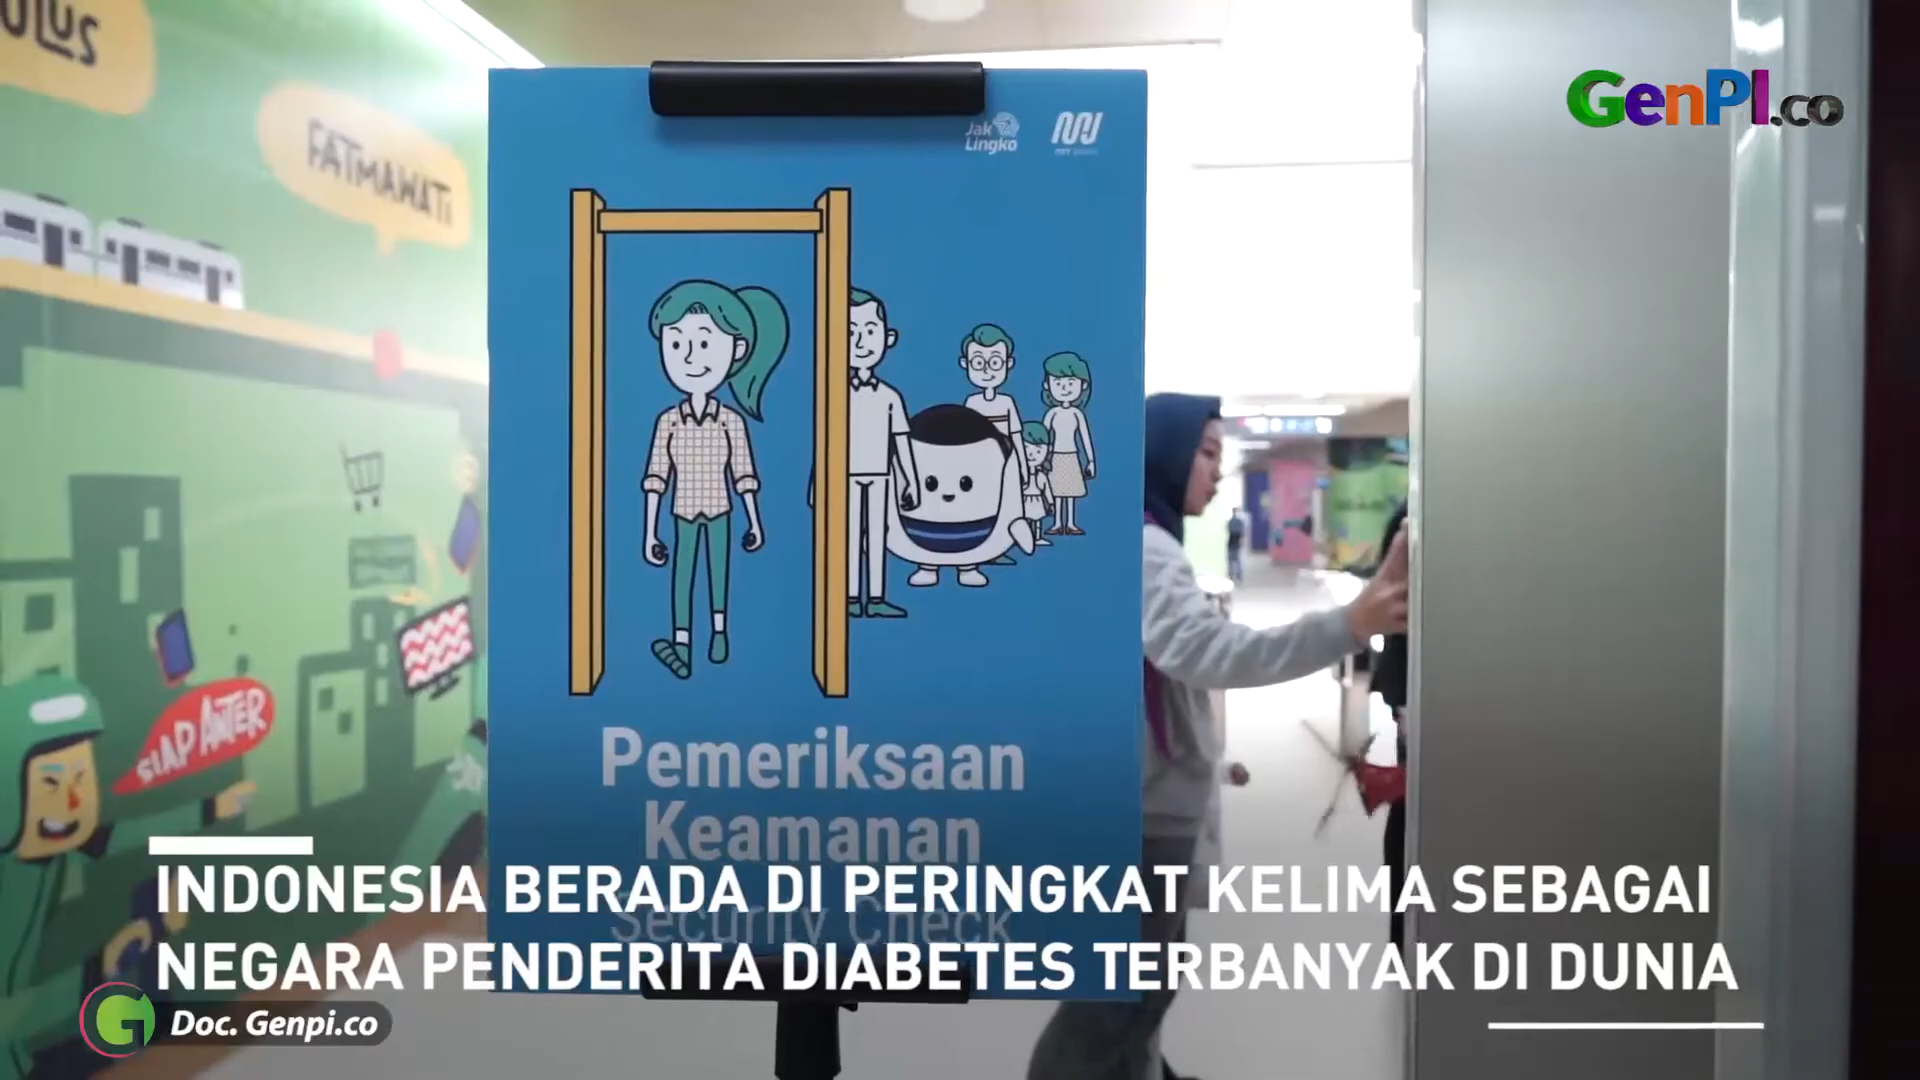 ULUS
FATMAWATI
GenPI.co
Jak
Lingko
SIAP ANTER
Pemeriksaan
Keamanan
Security Check
INDONESIA BERADA DI PERINGKAT KELIMA SEBAGAI
NEGARA PENDERITA DIABETES TERBANYAK DI DUNIA
Doc. Genpi.co